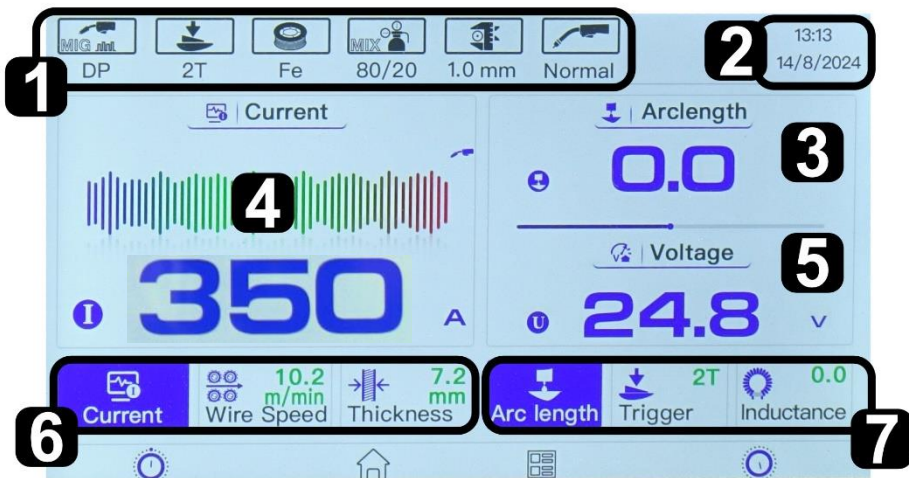 1
MIG
MIX
DP 2T Fe 80/20 1.0 mm Normal
2
13:13
14/8/2024
Current
4
350 A
I
Arclength
0.0
3
Voltage
5
U
24.8 V
6
Current
10.2
m/min
Wire Speed
7.2
mm
Thickness
Arc length
2T
Trigger
0.0
Inductance
7